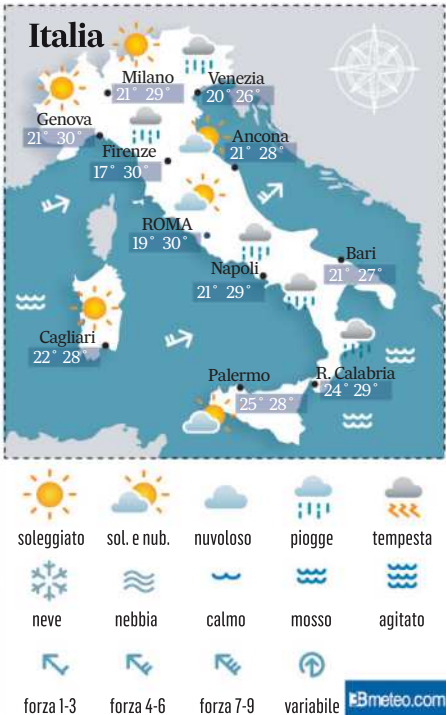 Italia
Milano
21° 29°
Venezia
20° 26°
Genova
21° 30°
Ancona
21° 28°
Firenze
17° 30°
ROMA
19° 30°
Bari
21° 27°
Napoli
21° 29°
Cagliari
22° 28°
Palermo
25° 28°
R. Calabria
24° 29°
soleggiato sol. e nub. nuvoloso piogge tempesta
neve nebbia calmo mosso agitato
forza 1-3 forza 4-6 forza 7-9 variabile
3Bmeteo.com